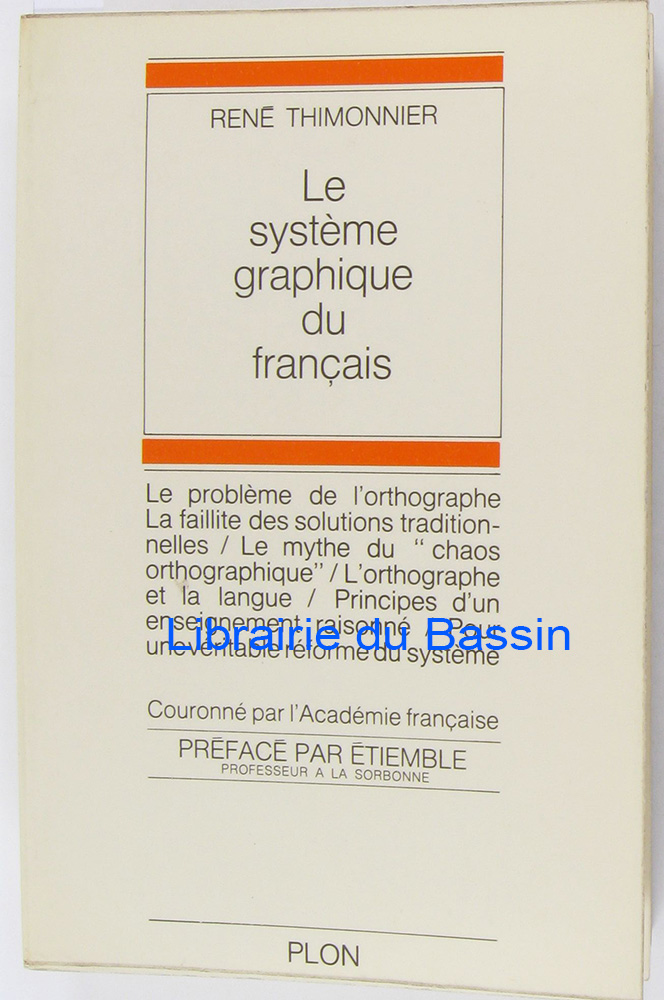 RENÉ THIMONNIER
Le
système
graphique
du
français
Le problème de l'orthographe
La faillite des solutions tradition-
nelles / Le mythe du “ chaos
orthographique” / L'orthographe
et la langue / Principes d'un
enseignement raisonné / Pour
une véritable réforme du système
Librairie du Bassin
Couronné par l'Académie française
PRÉFACÉ PAR ÉTIEMBLE
PROFESSEUR A LA SORBONNE
PLON